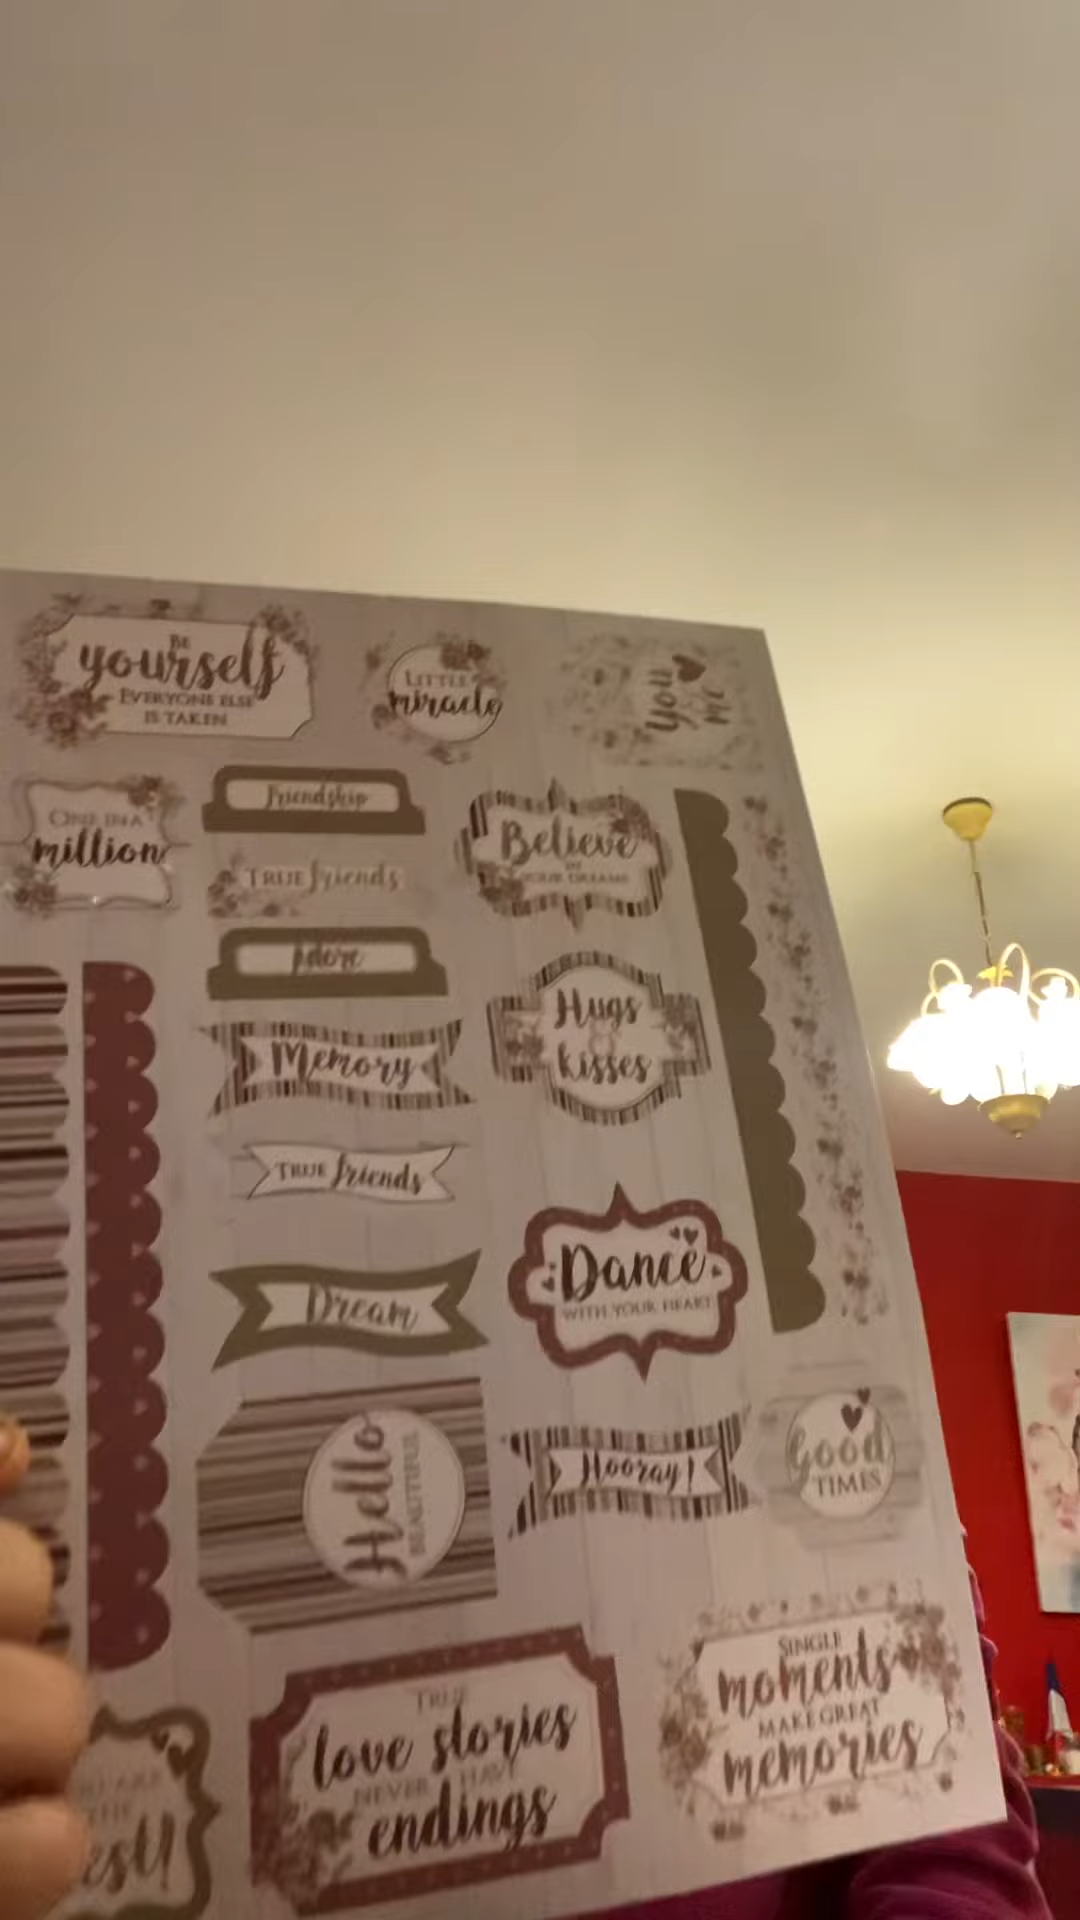 BE
yourself
EVERYONE ELSE
IS TAKEN
LITTLE
miracle
you
& me
ONE IN A
million
Friendship
TRUE friends
Believe
IN
YOUR DREAMS
Adore
Hugs
&
kisses
Memory
TRUE friends
Dance
WITH YOUR HEART
Dream
Hello
BEAUTIFUL
Hooray!
Good
TIMES
TRUE
love stories
NEVER HAVE
endings
SINGLE
moments
MAKE GREAT
memories
THE